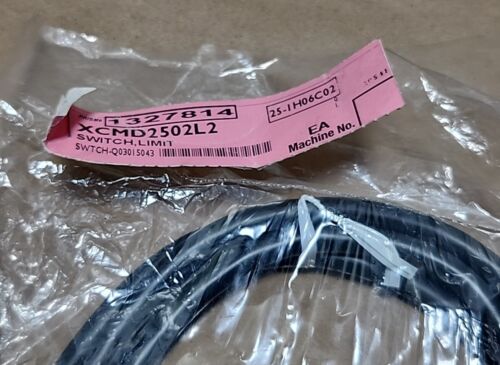 1327814
XCMD2502L2
SWITCH,LIMIT
SWTCH-Q03015043
25-1H06C02
EA
Machine No.